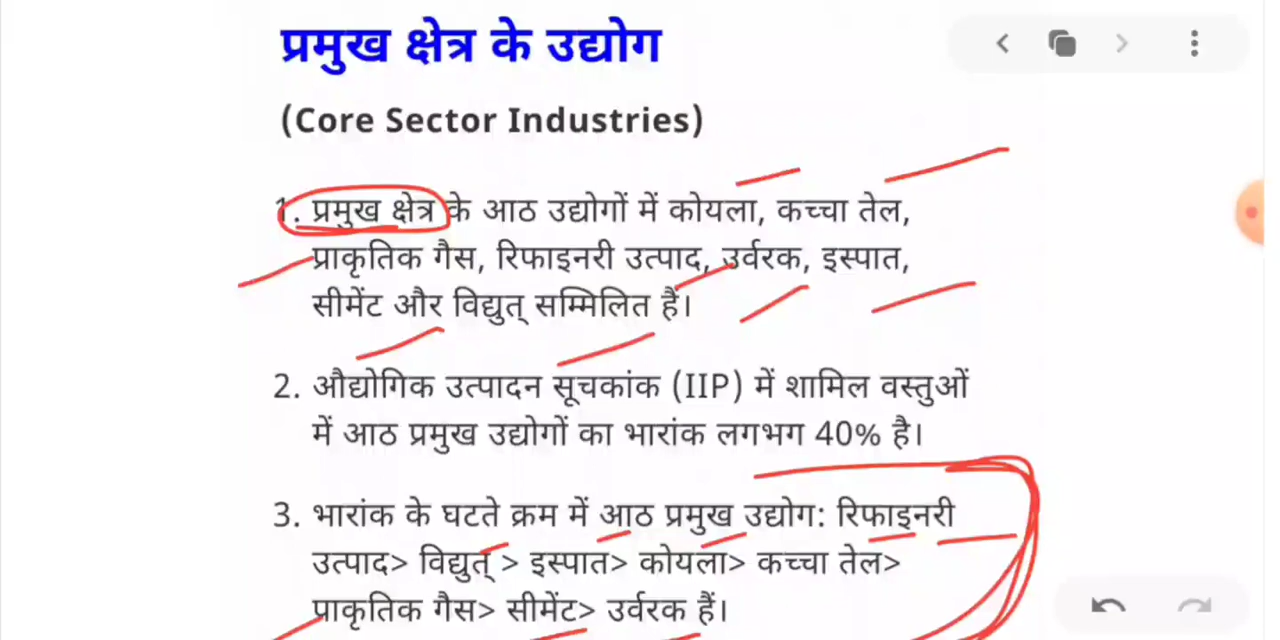 प्रमुख क्षेत्र के उद्योग
(Core Sector Industries)
1. प्रमुख क्षेत्र के आठ उद्योगों में कोयला, कच्चा तेल,
प्राकृतिक गैस, रिफाइनरी उत्पाद, उर्वरक, इस्पात,
सीमेंट और विद्युत् सम्मिलित हैं।
2. औद्योगिक उत्पादन सूचकांक (IIP) में शामिल वस्तुओं
में आठ प्रमुख उद्योगों का भारांक लगभग 40% है।
3. भारांक के घटते क्रम में आठ प्रमुख उद्योग: रिफाइनरी
उत्पाद> विद्युत् > इस्पात> कोयला> कच्चा तेल>
प्राकृतिक गैस> सीमेंट> उर्वरक हैं।